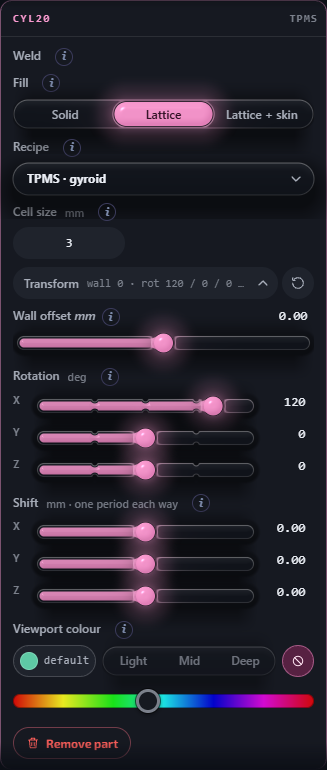 CYL20 TPMS
Weld i
Fill i
Solid Lattice Lattice + skin
Recipe i
TPMS · gyroid
Cell size mm i
3
Transform wall 0 · rot 120 / 0 / 0 …
Wall offset mm i 0.00
Rotation deg
X 120
Y 0
Z 0
Shift mm · one period each way i
X 0.00
Y 0.00
Z 0.00
Viewport colour i
default Light Mid Deep
Remove part